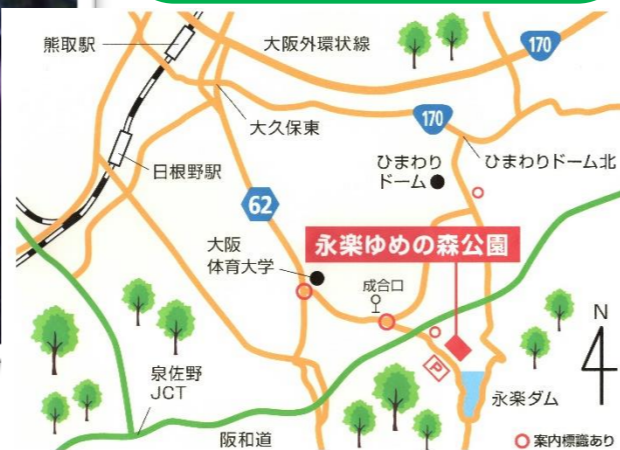 熊取駅
大阪外環状線
170
大久保東
170
日根野駅
ひまわり
ドーム
ひまわりドーム北
62
永楽ゆめの森公園
大阪
体育大学
成合口
N
P
泉佐野
JCT
永楽ダム
阪和道
案内標識あり